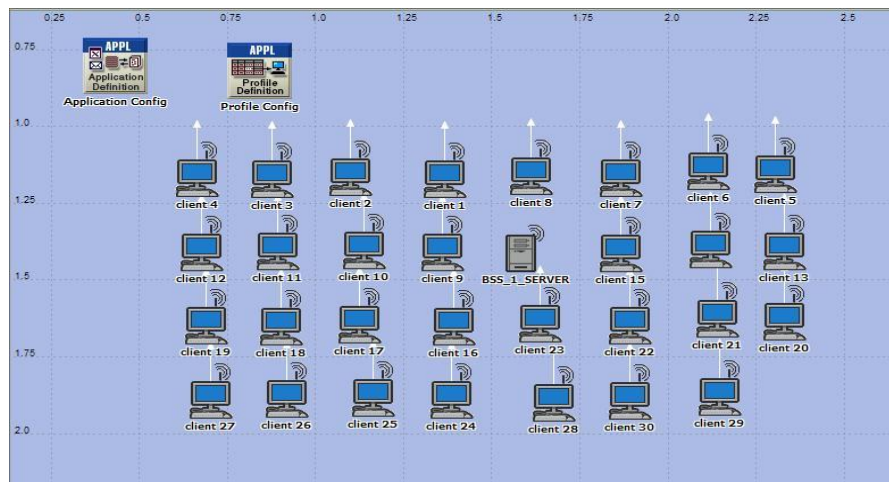 0.25 0.5 0.75 1.0 1.25 1.5 1.75 2.0 2.25 2.5
0.75
APPL
Application
Definition
Application Config
APPL
Profile
Definition
Profile Config
1.0
client 4 client 3 client 2 client 1 client 8 client 7 client 6 client 5
1.25
client 12 client 11 client 10 client 9 BSS_1_SERVER client 15 client 13
1.5
client 19 client 18 client 17 client 16 client 23 client 22 client 21 client 20
1.75
client 27 client 26 client 25 client 24 client 28 client 30 client 29
2.0